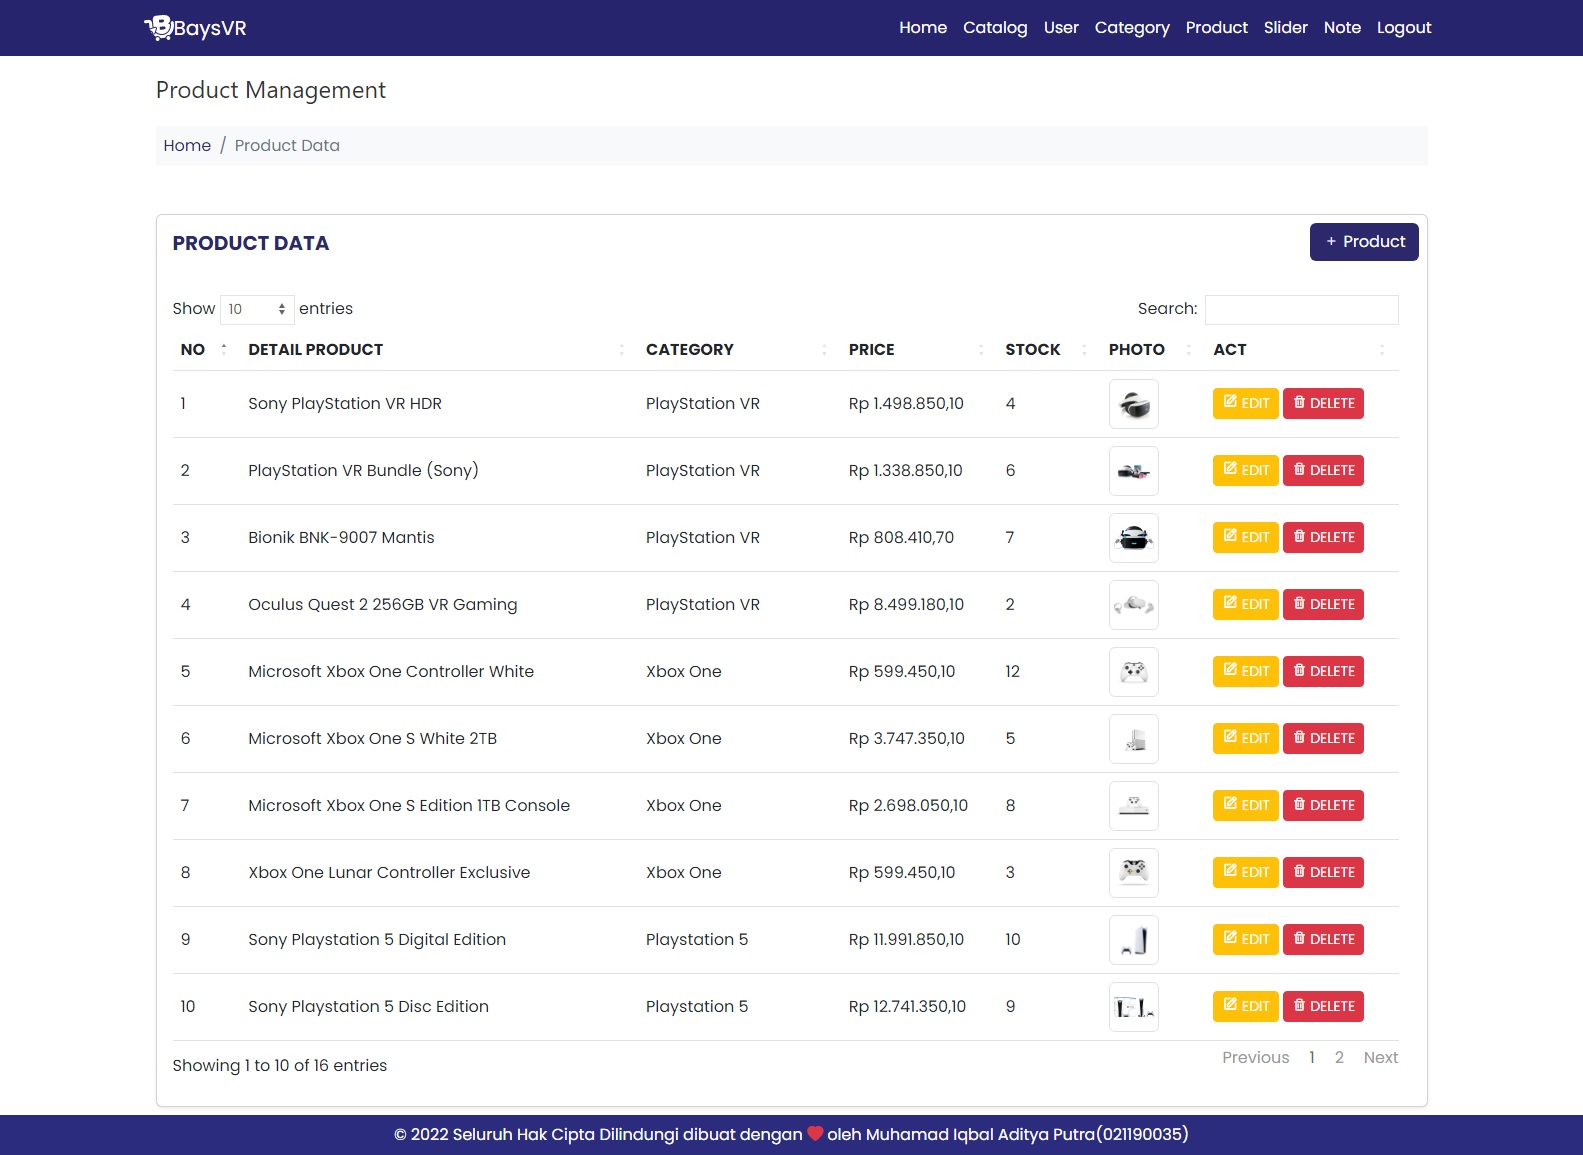 BaysVR Home Catalog User Category Product Slider Note Logout
Product Management
Home / Product Data
PRODUCT DATA + Product
Show 10 entries Search:
NO DETAIL PRODUCT CATEGORY PRICE STOCK PHOTO ACT
1 Sony PlayStation VR HDR PlayStation VR Rp 1.498.850,10 4 EDIT DELETE
2 PlayStation VR Bundle (Sony) PlayStation VR Rp 1.338.850,10 6 EDIT DELETE
3 Bionik BNK-9007 Mantis PlayStation VR Rp 808.410,70 7 EDIT DELETE
4 Oculus Quest 2 256GB VR Gaming PlayStation VR Rp 8.499.180,10 2 EDIT DELETE
5 Microsoft Xbox One Controller White Xbox One Rp 599.450,10 12 EDIT DELETE
6 Microsoft Xbox One S White 2TB Xbox One Rp 3.747.350,10 5 EDIT DELETE
7 Microsoft Xbox One S Edition 1TB Console Xbox One Rp 2.698.050,10 8 EDIT DELETE
8 Xbox One Lunar Controller Exclusive Xbox One Rp 599.450,10 3 EDIT DELETE
9 Sony Playstation 5 Digital Edition Playstation 5 Rp 11.991.850,10 10 EDIT DELETE
10 Sony Playstation 5 Disc Edition Playstation 5 Rp 12.741.350,10 9 EDIT DELETE
Showing 1 to 10 of 16 entries Previous 1 2 Next
© 2022 Seluruh Hak Cipta Dilindungi dibuat dengan ❤ oleh Muhamad Iqbal Aditya Putra(021190035)